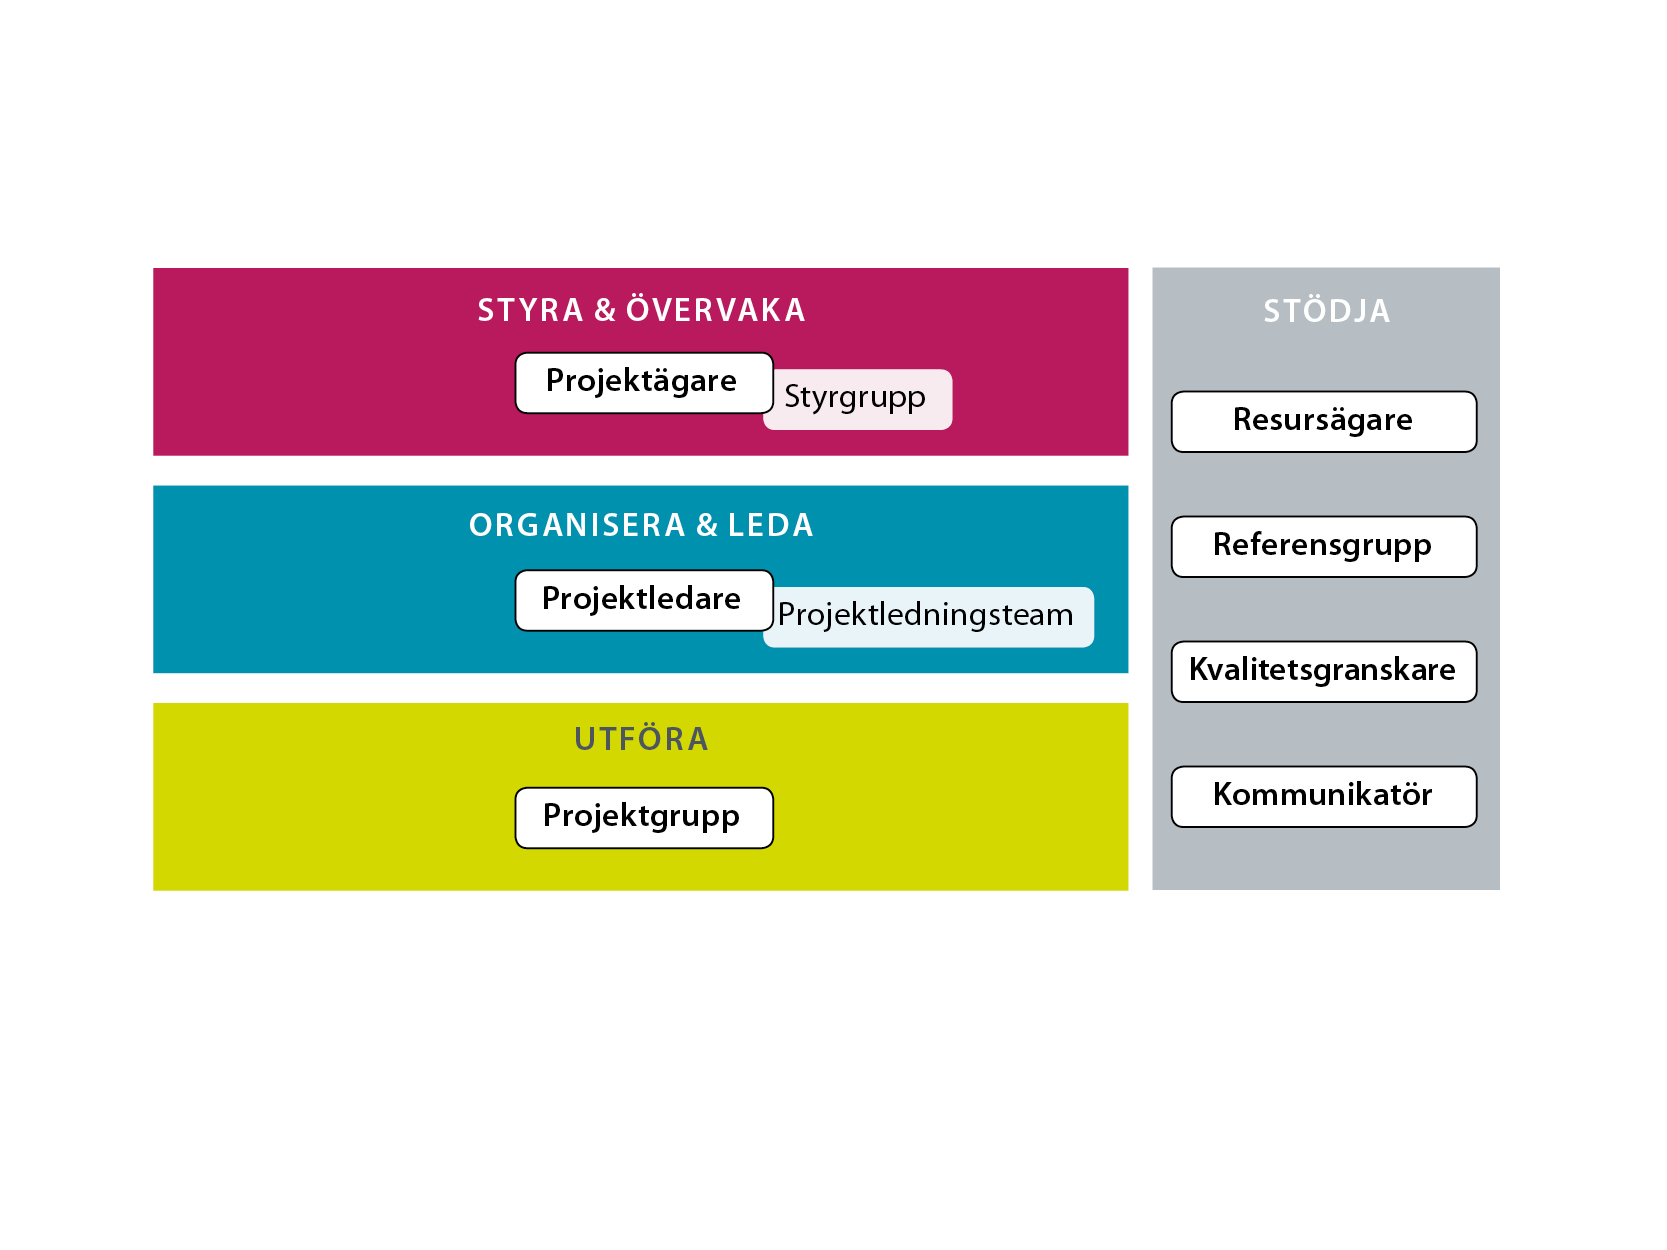 STYRA & ÖVERVAKA
Projektägare
Styrgrupp
ORGANISERA & LEDA
Projektledare
Projektledningsteam
UTFÖRA
Projektgrupp
STÖDJA
Resursägare
Referensgrupp
Kvalitetsgranskare
Kommunikatör